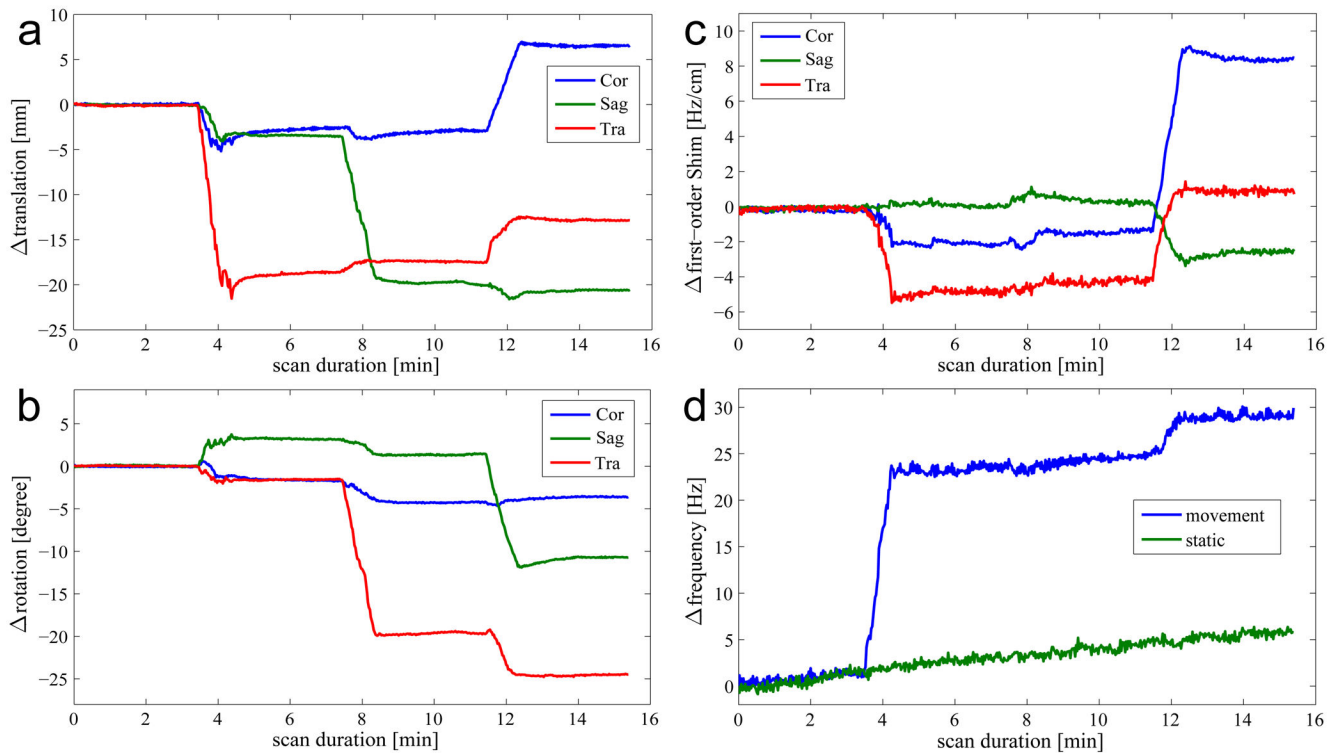 a
Δtranslation [mm]
10
5
0
−5
−10
−15
−20
−25
Cor
Sag
Tra
0 2 4 6 8 10 12 14 16
scan duration [min]
c
Δfirst−order Shim [Hz/cm]
10
8
6
4
2
0
−2
−4
−6
Cor
Sag
Tra
0 2 4 6 8 10 12 14 16
scan duration [min]
b
Δrotation [degree]
5
0
−5
−10
−15
−20
−25
Cor
Sag
Tra
0 2 4 6 8 10 12 14 16
scan duration [min]
d
Δfrequency [Hz]
30
25
20
15
10
5
0
movement
static
0 2 4 6 8 10 12 14 16
scan duration [min]